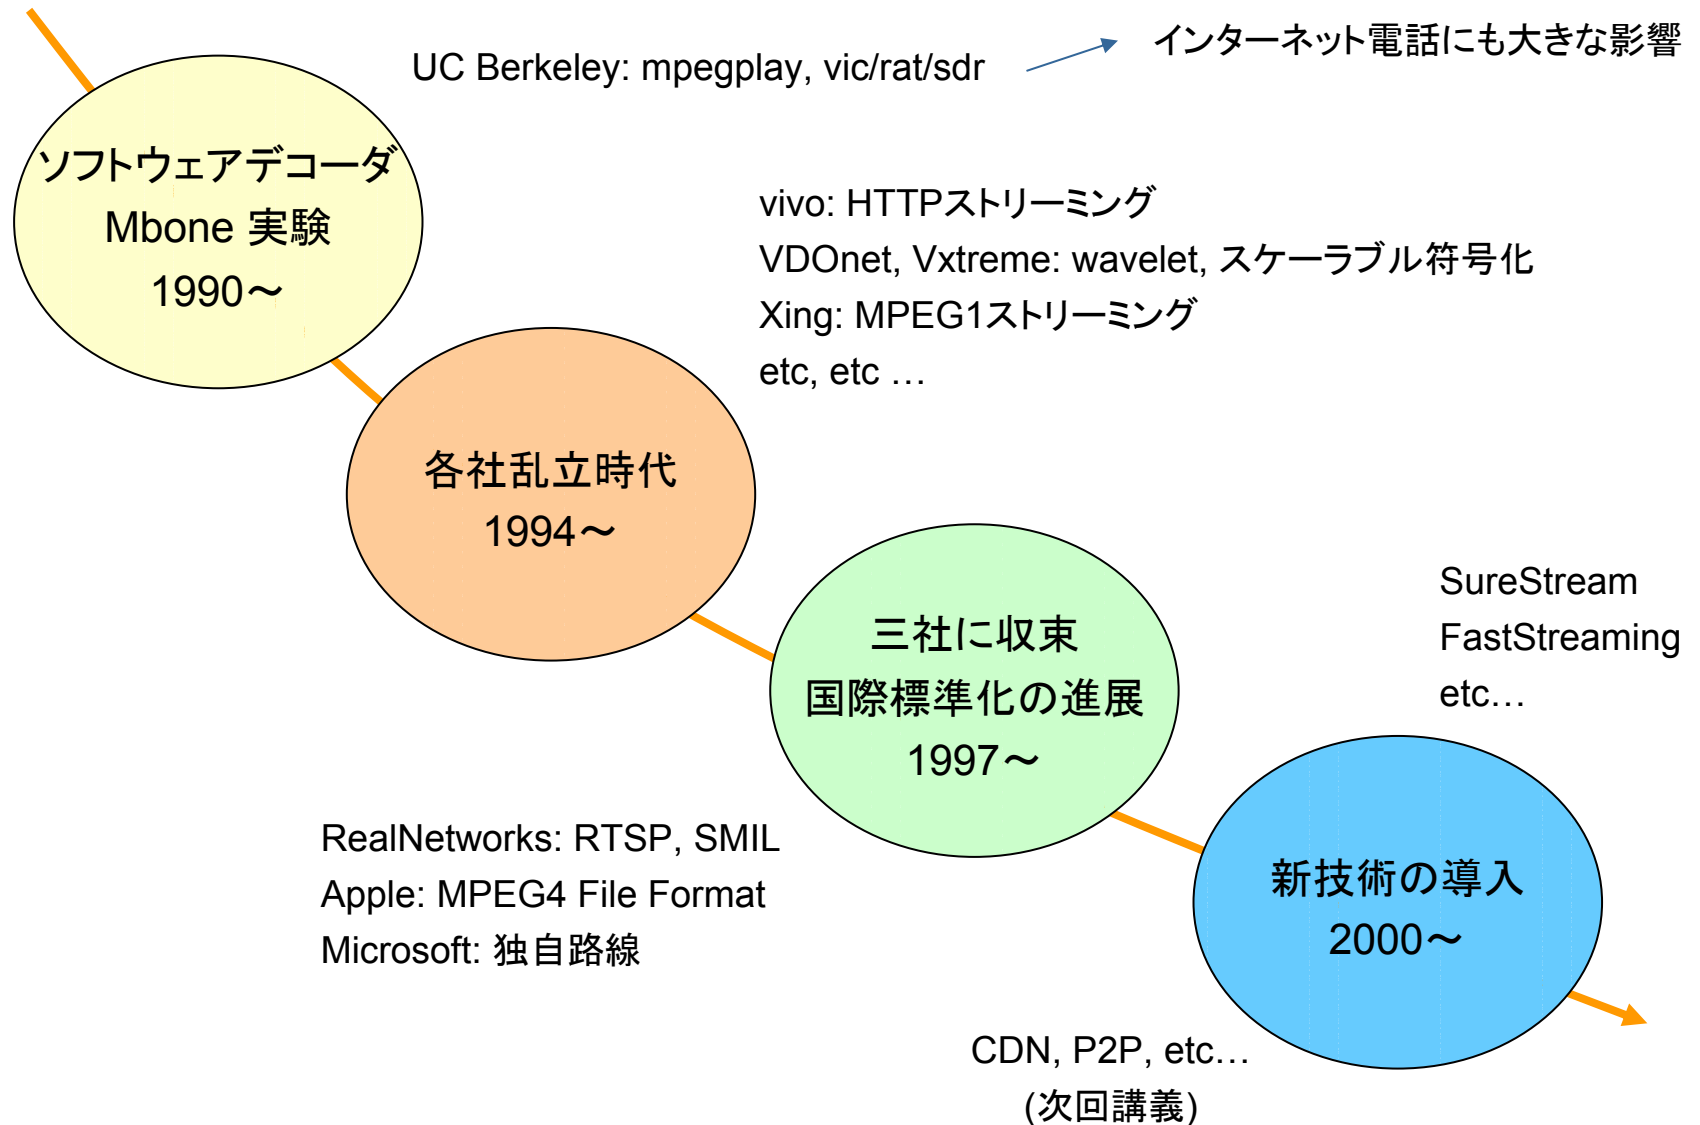 UC Berkeley: mpegplay, vic/rat/sdr
インターネット電話にも大きな影響
ソフトウェアデコーダ
Mbone 実験
1990～
vivo: HTTPストリーミング
VDOnet, Vxtreme: wavelet, スケーラブル符号化
Xing: MPEG1ストリーミング
etc, etc …
各社乱立時代
1994～
三社に収束
国際標準化の進展
1997～
RealNetworks: RTSP, SMIL
Apple: MPEG4 File Format
Microsoft: 独自路線
SureStream
FastStreaming
etc…
新技術の導入
2000～
CDN, P2P, etc…
(次回講義)